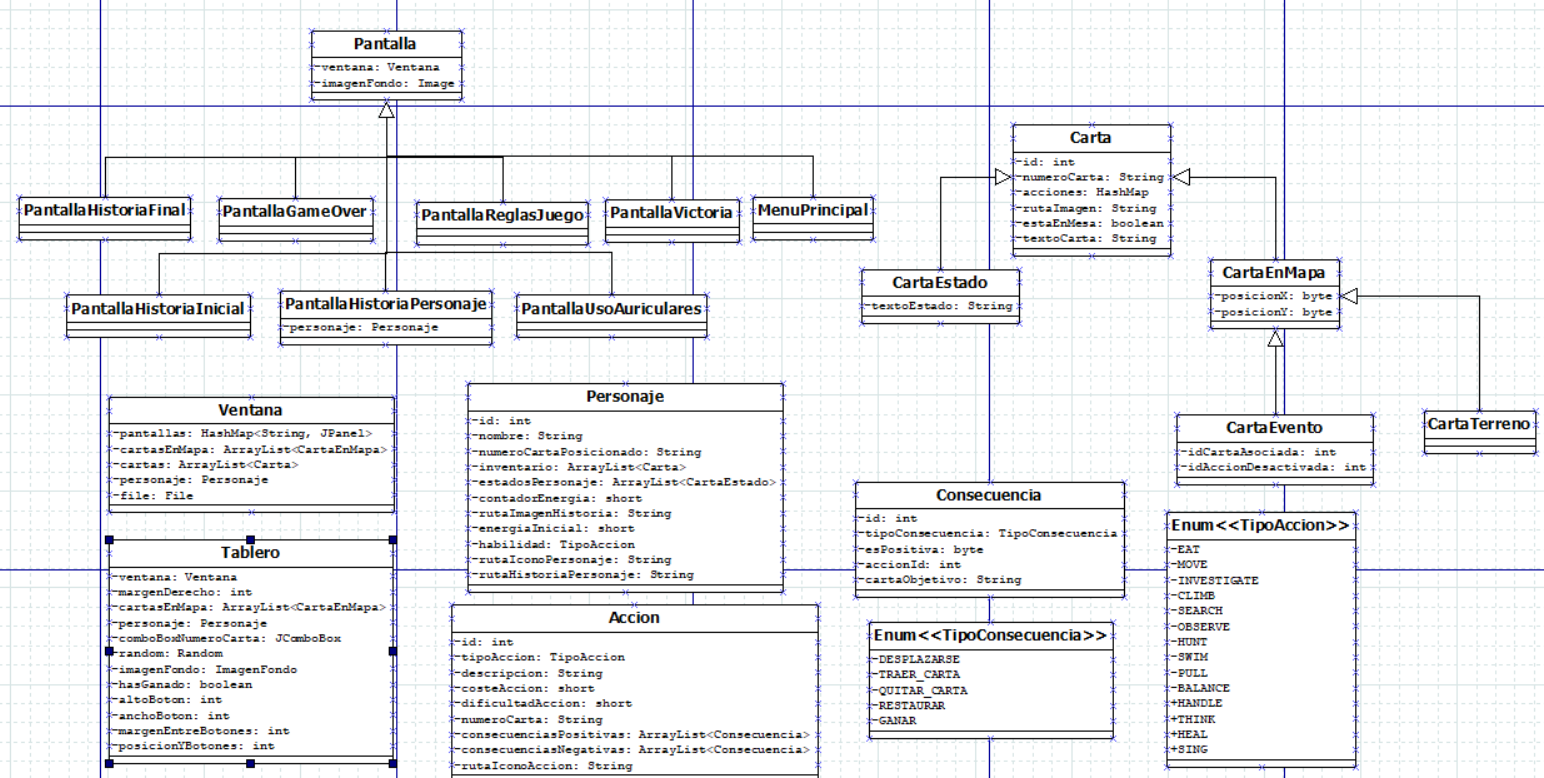 Pantalla
-ventana: Ventana
-imagenFondo: Image
PantallaHistoriaFinal
PantallaGameOver
PantallaReglasJuego
PantallaVictoria
MenuPrincipal
PantallaHistoriaInicial
PantallaHistoriaPersonaje
-personaje: Personaje
PantallaUsoAuriculares
Carta
-id: int
-numeroCarta: String
-acciones: HashMap
-rutaImagen: String
-estaEnMesa: boolean
-textoCarta: String
CartaEstado
-textoEstado: String
CartaEnMapa
-posicionX: byte
-posicionY: byte
CartaEvento
-idCartaAsociada: int
-idAccionDesactivada: int
CartaTerreno
Ventana
-pantallas: HashMap<String, JPanel>
-cartasEnMapa: ArrayList<CartaEnMapa>
-cartas: ArrayList<Carta>
-personaje: Personaje
-file: File
Personaje
-id: int
-nombre: String
-numeroCartaPosicionado: String
-inventario: ArrayList<Carta>
-estadosPersonaje: ArrayList<CartaEstado>
-contadorEnergia: short
-rutaImagenHistoria: String
-energiaInicial: short
-habilidad: TipoAccion
-rutaIconoPersonaje: String
-rutaHistoriaPersonaje: String
Consecuencia
-id: int
-tipoConsecuencia: TipoConsecuencia
-esPositiva: byte
-accionId: int
-cartaObjetivo: String
Enum<<TipoAccion>>
-EAT
-MOVE
-INVESTIGATE
-CLIMB
-SEARCH
-OBSERVE
-HUNT
-SWIM
-PULL
-BALANCE
+HANDLE
+THINK
+HEAL
+SING
Tablero
-ventana: Ventana
-margenDerecho: int
-cartasEnMapa: ArrayList<CartaEnMapa>
-personaje: Personaje
-comboBoxNumeroCarta: JComboBox
-random: Random
-imagenFondo: ImagenFondo
-hasGanado: boolean
-altoBoton: int
-anchoBoton: int
-margenEntreBotones: int
-posicionYBotones: int
Accion
-id: int
-tipoAccion: TipoAccion
-descripcion: String
-costeAccion: short
-dificultadAccion: short
-numeroCarta: String
-consecuenciasPositivas: ArrayList<Consecuencia>
-consecuenciasNegativas: ArrayList<Consecuencia>
-rutaIconoAccion: String
Enum<<TipoConsecuencia>>
-DESPLAZARSE
-TRAER_CARTA
-QUITAR_CARTA
-RESTAURAR
-GANAR